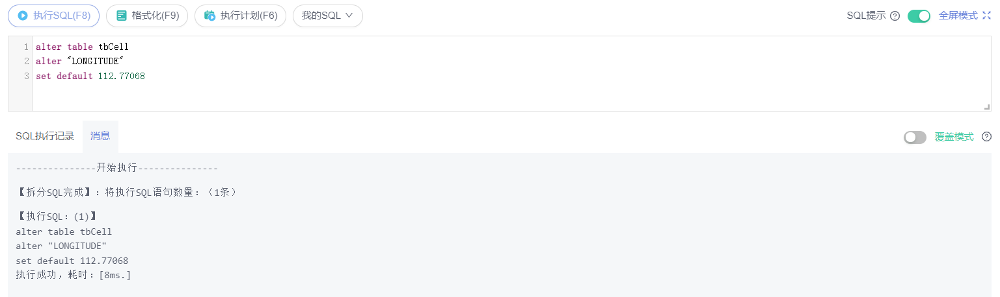 执行SQL(F8) 格式化(F9) 执行计划(F6) 我的SQL SQL提示 全屏模式
1 alter table tbCell
2 alter "LONGITUDE"
3 set default 112.77068
SQL执行记录 消息 覆盖模式
---------------开始执行---------------
【拆分SQL完成】：将执行SQL语句数量：（1条）
【执行SQL：(1)】
alter table tbCell
alter "LONGITUDE"
set default 112.77068
执行成功，耗时：[8ms.]